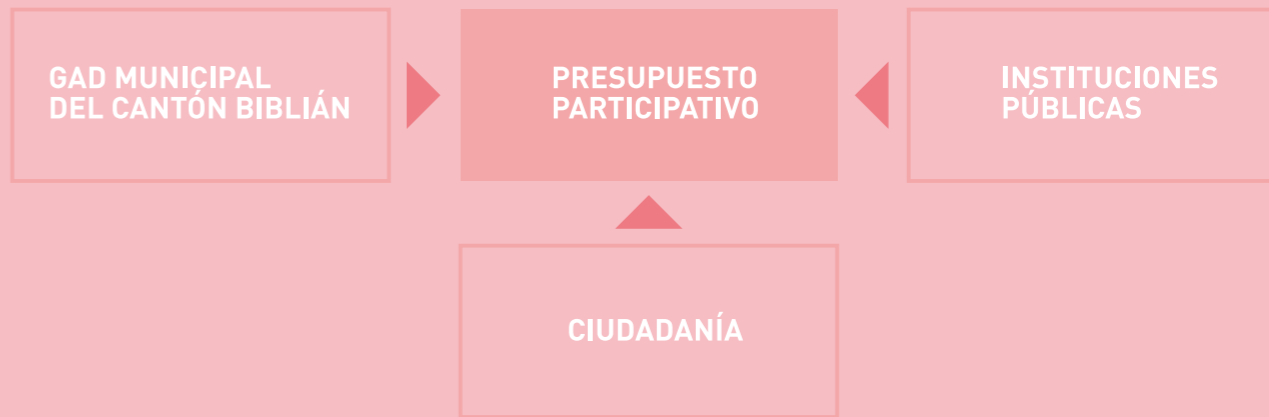 GAD MUNICIPAL
DEL CANTÓN BIBLIÁN
PRESUPUESTO
PARTICIPATIVO
INSTITUCIONES
PÚBLICAS
CIUDADANÍA